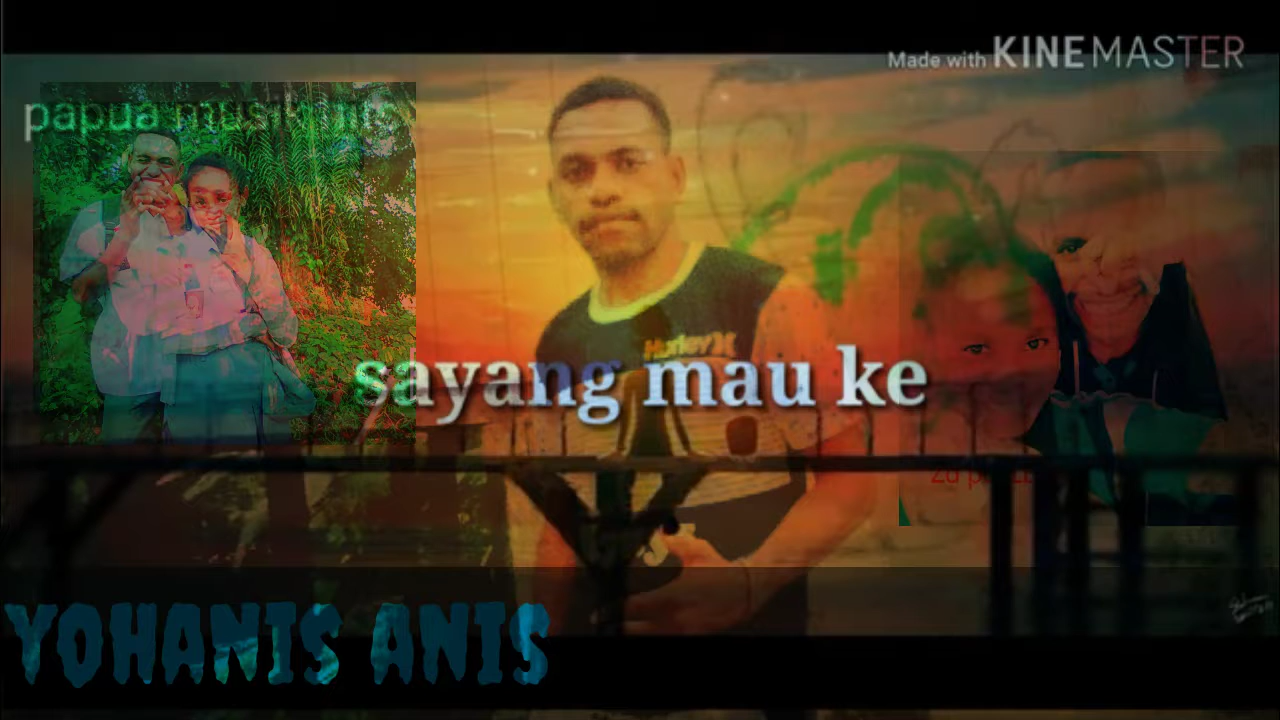 Made with KINEMASTER
papua musik
Hurley
sayang mau ke
YOHANIS ANIS